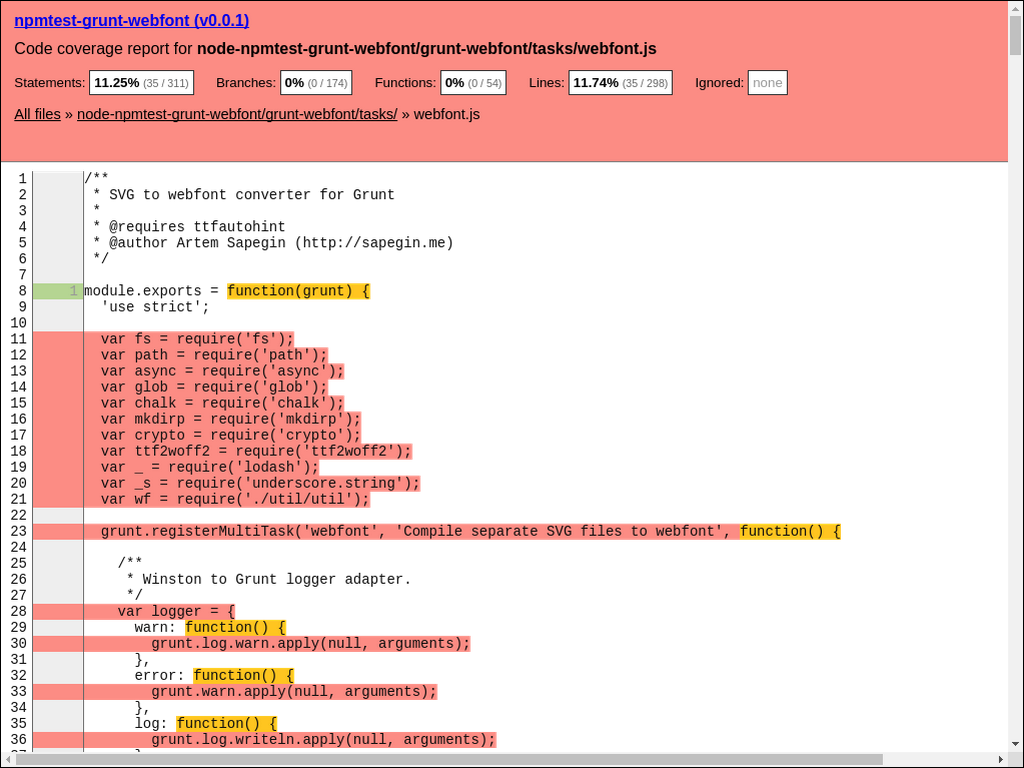 npmtest-grunt-webfont (v0.0.1)
Code coverage report for node-npmtest-grunt-webfont/grunt-webfont/tasks/webfont.js
Statements: 11.25% (35 / 311) Branches: 0% (0 / 174) Functions: 0% (0 / 54) Lines: 11.74% (35 / 298) Ignored: none
All files » node-npmtest-grunt-webfont/grunt-webfont/tasks/ » webfont.js
1 /**
2 * SVG to webfont converter for Grunt
3 *
4 * @requires ttfautohint
5 * @author Artem Sapegin (http://sapegin.me)
6 */
7
8 1 module.exports = function(grunt) {
9 'use strict';
10
11 var fs = require('fs');
12 var path = require('path');
13 var async = require('async');
14 var glob = require('glob');
15 var chalk = require('chalk');
16 var mkdirp = require('mkdirp');
17 var crypto = require('crypto');
18 var ttf2woff2 = require('ttf2woff2');
19 var _ = require('lodash');
20 var _s = require('underscore.string');
21 var wf = require('./util/util');
22
23 grunt.registerMultiTask('webfont', 'Compile separate SVG files to webfont', function() {
24
25 /**
26 * Winston to Grunt logger adapter.
27 */
28 var logger = {
29 warn: function() {
30 grunt.log.warn.apply(null, arguments);
31 },
32 error: function() {
33 grunt.warn.apply(null, arguments);
34 },
35 log: function() {
36 grunt.log.writeln.apply(null, arguments);